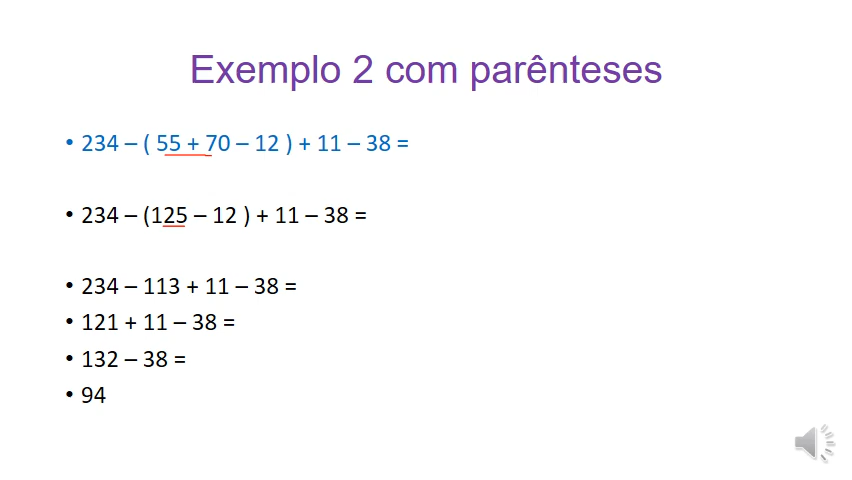 Exemplo 2 com parênteses
• 234 – ( 55 + 70 – 12 ) + 11 – 38 =
• 234 – (125 – 12 ) + 11 – 38 =
• 234 – 113 + 11 – 38 =
• 121 + 11 – 38 =
• 132 – 38 =
• 94